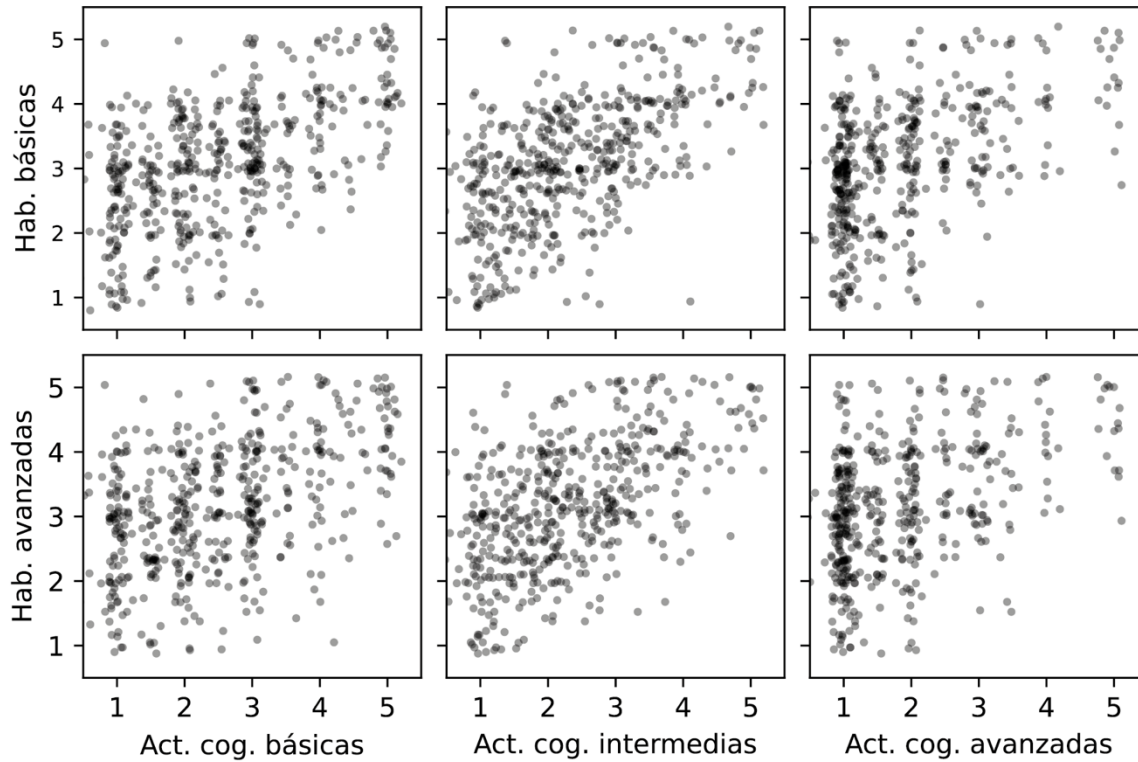 Hab. básicas
5
4
3
2
1
Hab. avanzadas
5
4
3
2
1
1 2 3 4 5
1 2 3 4 5
1 2 3 4 5
Act. cog. básicas
Act. cog. intermedias
Act. cog. avanzadas